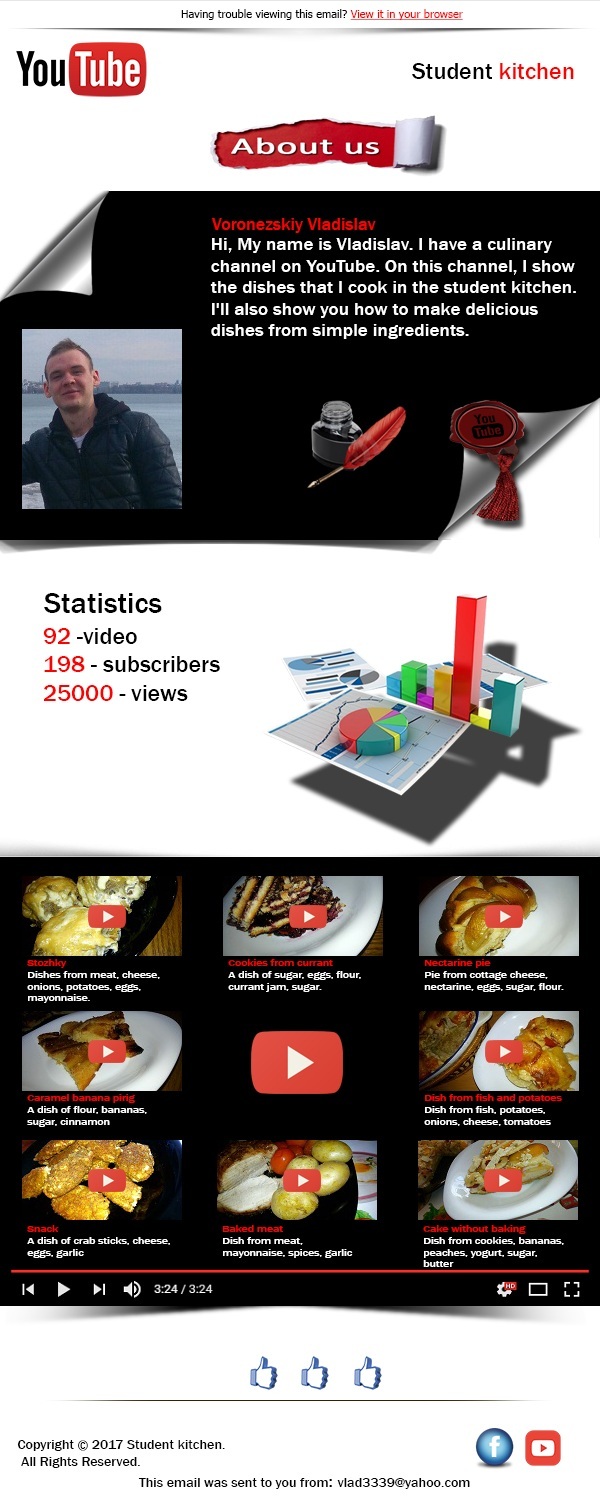 Having trouble viewing this email? View it in your browser
YouTube
Student kitchen
About us
Voronezskiy Vladislav
Hi, My name is Vladislav. I have a culinary
channel on YouTube. On this channel, I show
the dishes that I cook in the student kitchen.
I'll also show you how to make delicious
dishes from simple ingredients.
You
Tube
Statistics
92 -video
198 - subscribers
25000 - views
Stozhky
Dishes from meat, cheese,
onions, potatoes, eggs,
mayonnaise.
Cookies from currant
A dish of sugar, eggs, flour,
currant jam, sugar.
Nectarine pie
Pie from cottage cheese,
nectarine, eggs, sugar, flour.
Caramel banana pirig
A dish of flour, bananas,
sugar, cinnamon
Dish from fish and potatoes
Dish from fish, potatoes,
onions, cheese, tomatoes
Snack
A dish of crab sticks, cheese,
eggs, garlic
Baked meat
Dish from meat,
mayonnaise, spices, garlic
Cake without baking
Dish from cookies, bananas,
peaches, yogurt, sugar,
butter
3:24 / 3:24
HD
Copyright © 2017 Student kitchen.
All Rights Reserved.
This email was sent to you from: vlad3339@yahoo.com